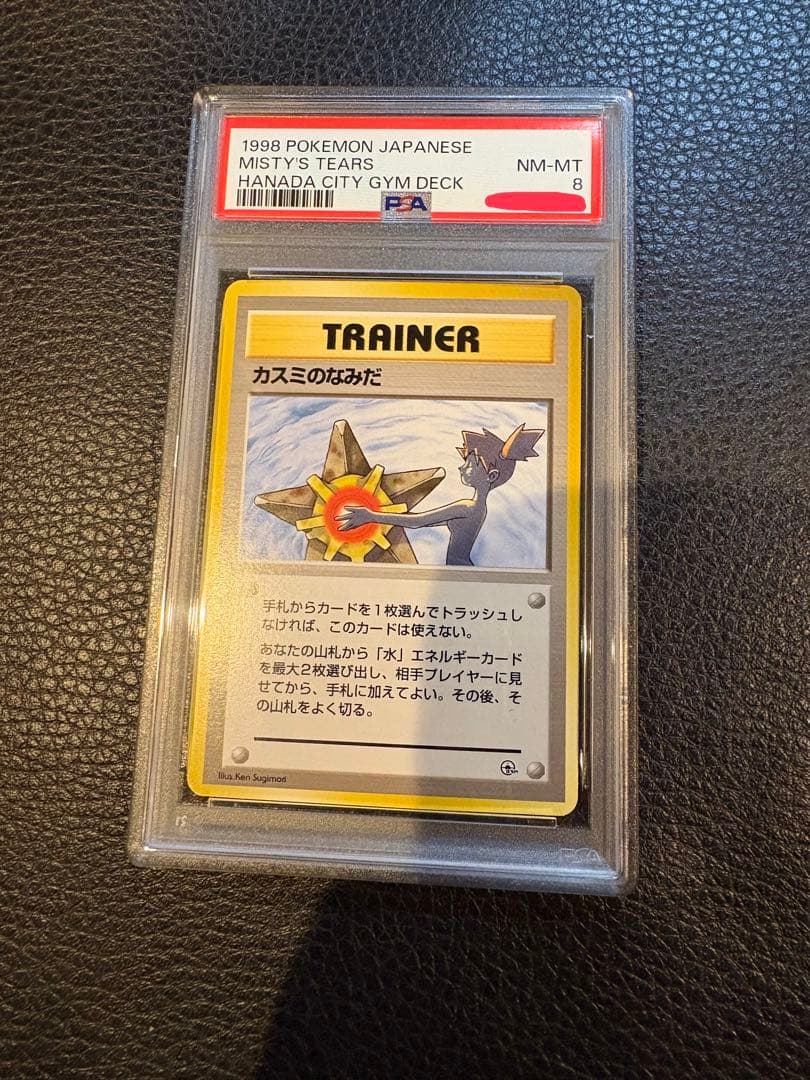 1998 POKEMON JAPANESE
MISTY'S TEARS
HANADA CITY GYM DECK
NM-MT
8
PSA
TRAINER
カスミのなみだ
手札からカードを1枚選んでトラッシュし
なければ、このカードは使えない。
あなたの山札から「水」エネルギーカード
を最大2枚選び出し、相手プレイヤーに見
せてから、手札に加えてよい。その後、そ
の山札をよく切る。
Illus.Ken Sugimori
PSA